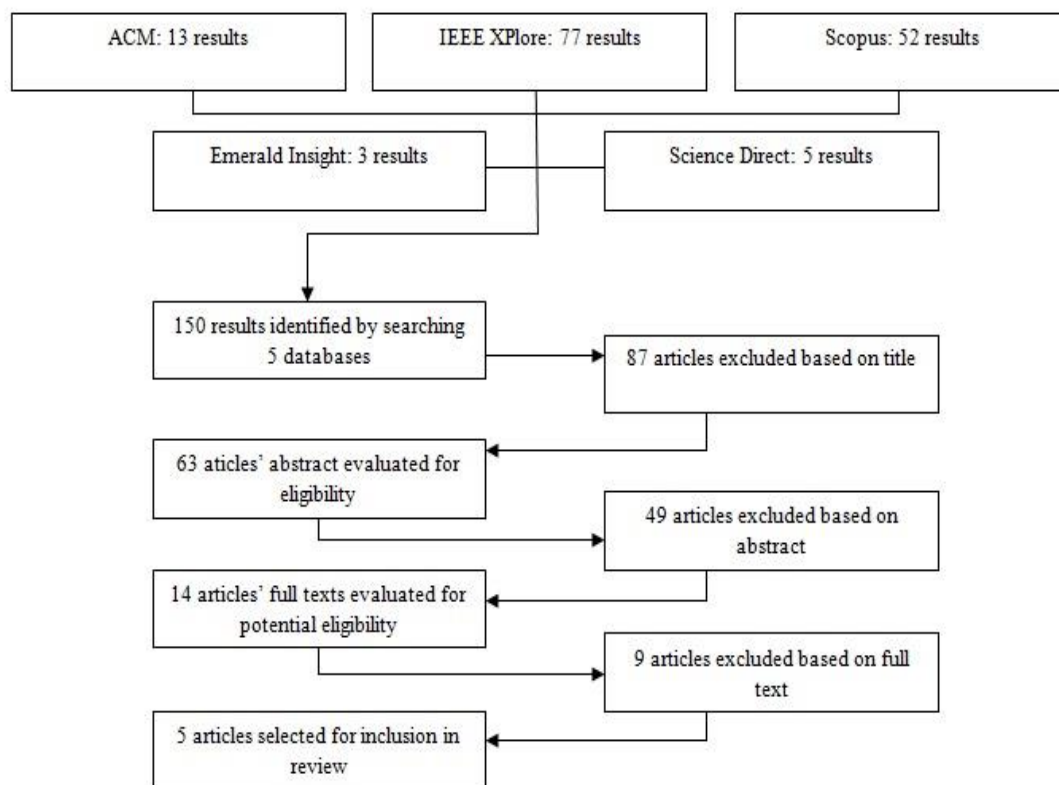 ACM: 13 results
IEEE XPlore: 77 results
Scopus: 52 results
Emerald Insight: 3 results
Science Direct: 5 results
150 results identified by searching
5 databases
87 articles excluded based on title
63 aticles’ abstract evaluated for
eligibility
49 articles excluded based on
abstract
14 articles’ full texts evaluated for
potential eligibility
9 articles excluded based on full
text
5 articles selected for inclusion in
review